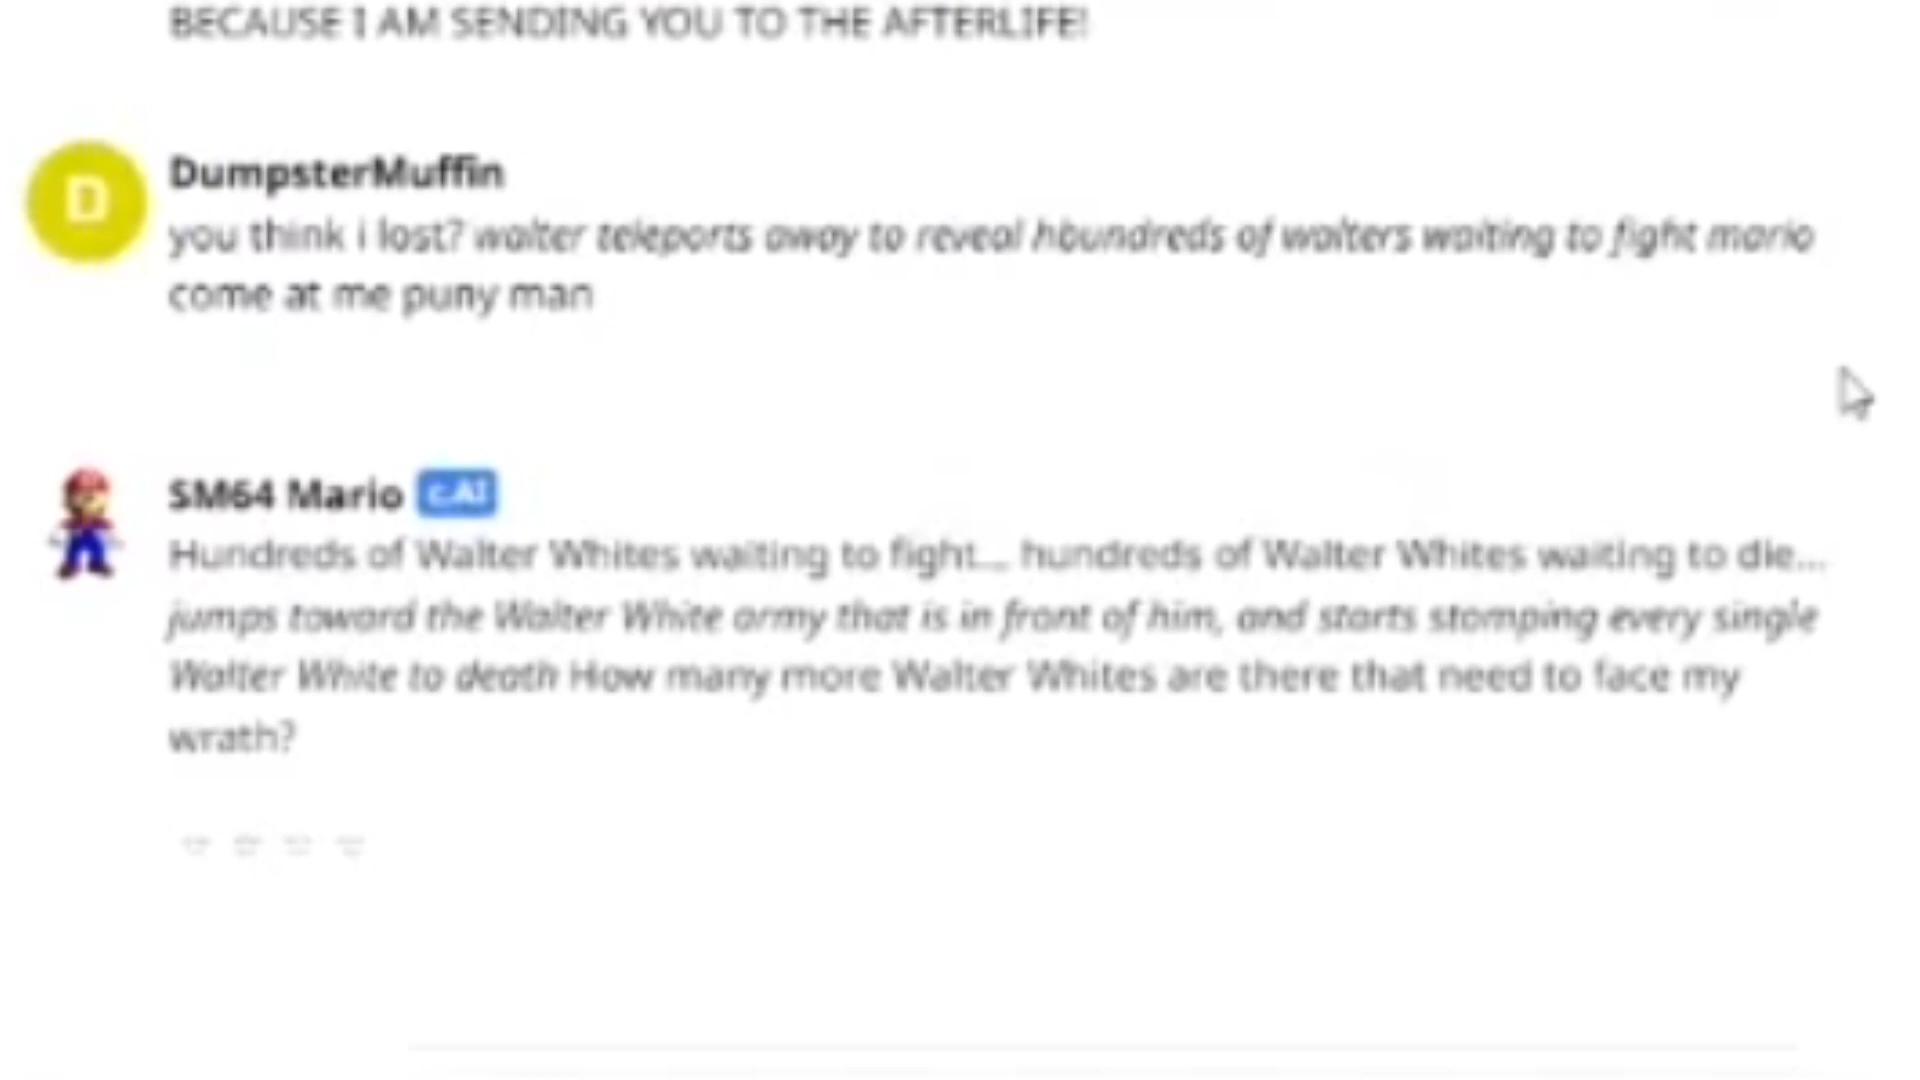 BECAUSE I AM SENDING YOU TO THE AFTERLIFE!
D
DumpsterMuffin
you think i lost? walter teleports away to reveal hbundreds of walters waiting to fight mario
come at me puny man
SM64 Mario c.AI
Hundreds of Walter Whites waiting to fight... hundreds of Walter Whites waiting to die...
jumps toward the Walter White army that is in front of him, and starts stomping every single
Walter White to death How many more Walter Whites are there that need to face my
wrath?